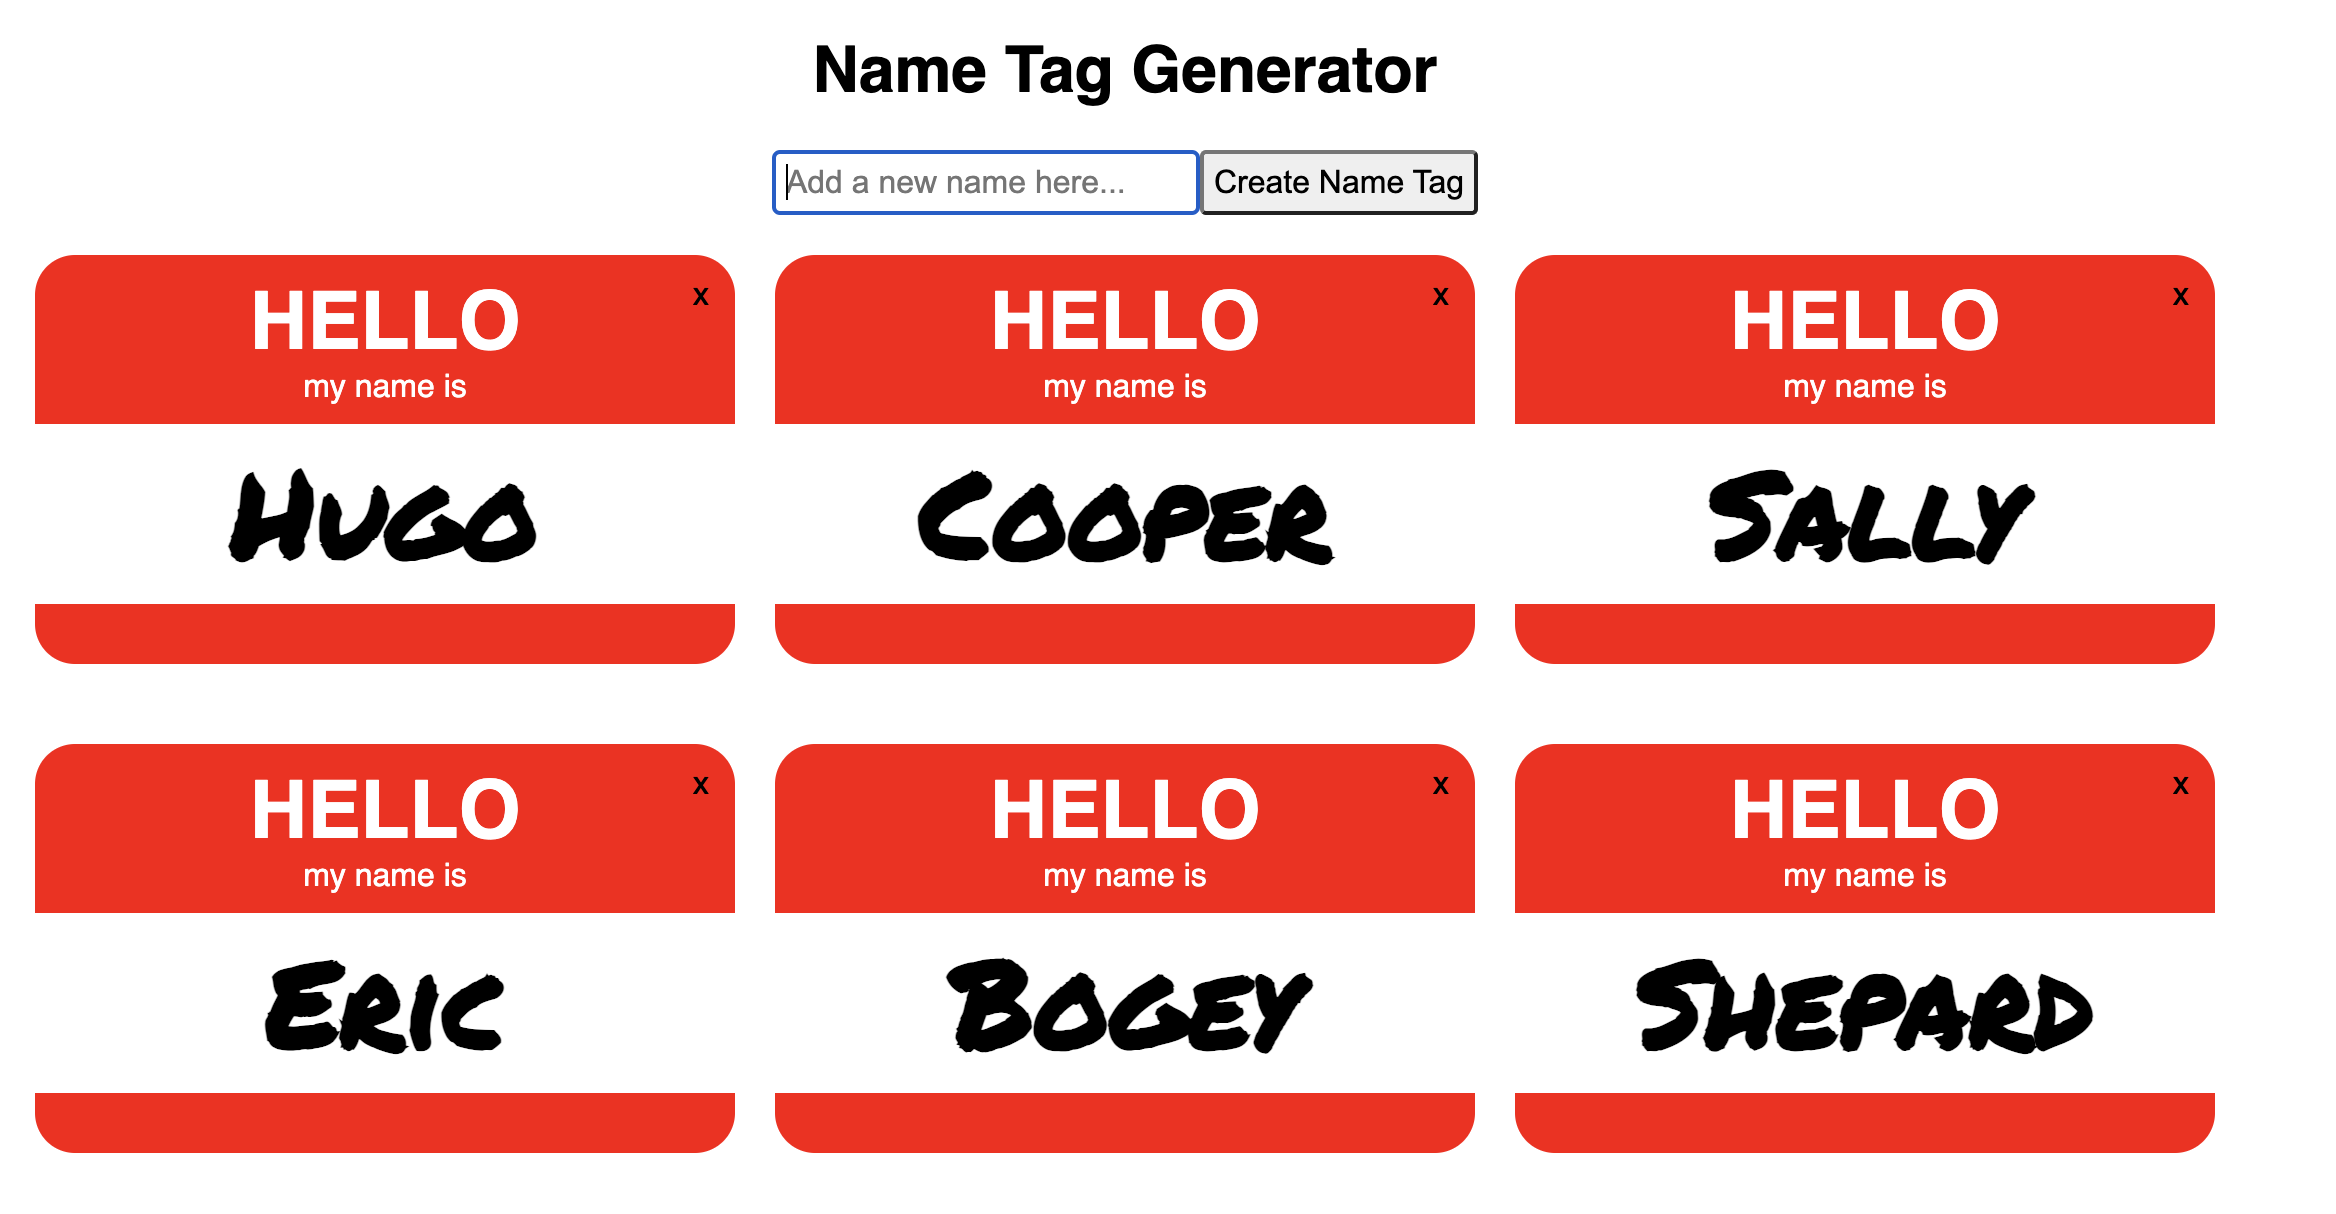 Name Tag Generator
Add a new name here... Create Name Tag
HELLO x HELLO x HELLO x
my name is my name is my name is
Hugo Cooper Sally
HELLO x HELLO x HELLO x
my name is my name is my name is
Eric Bogey Shepard